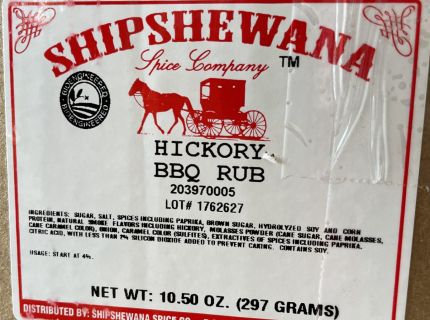 SHIPSHEWANA
Spice Company TM
BIOENGINEERED
BIOENGINEERED
HICKORY
BBQ RUB
203970005
LOT# 1762627
INGREDIENTS: SUGAR, SALT, SPICES INCLUDING PAPRIKA, BROWN SUGAR, HYDROLYZED SOY AND CORN
PROTEIN, NATURAL SMOKE FLAVORS INCLUDING HICKORY, MOLASSES POWDER (CANE SUGAR, CANE MOLASSES,
CANE CARAMEL COLOR), ONION, CARAMEL COLOR (SULFITES), EXTRACTIVES OF SPICES INCLUDING PAPRIKA,
CITRIC ACID, WITH LESS THAN 2% SILICON DIOXIDE ADDED TO PREVENT CAKING. CONTAINS SOY.
USAGE: START AT 4%.
NET WT: 10.50 OZ. (297 GRAMS)
DISTRIBUTED BY: SHIPSHEWANA SPICE CO.